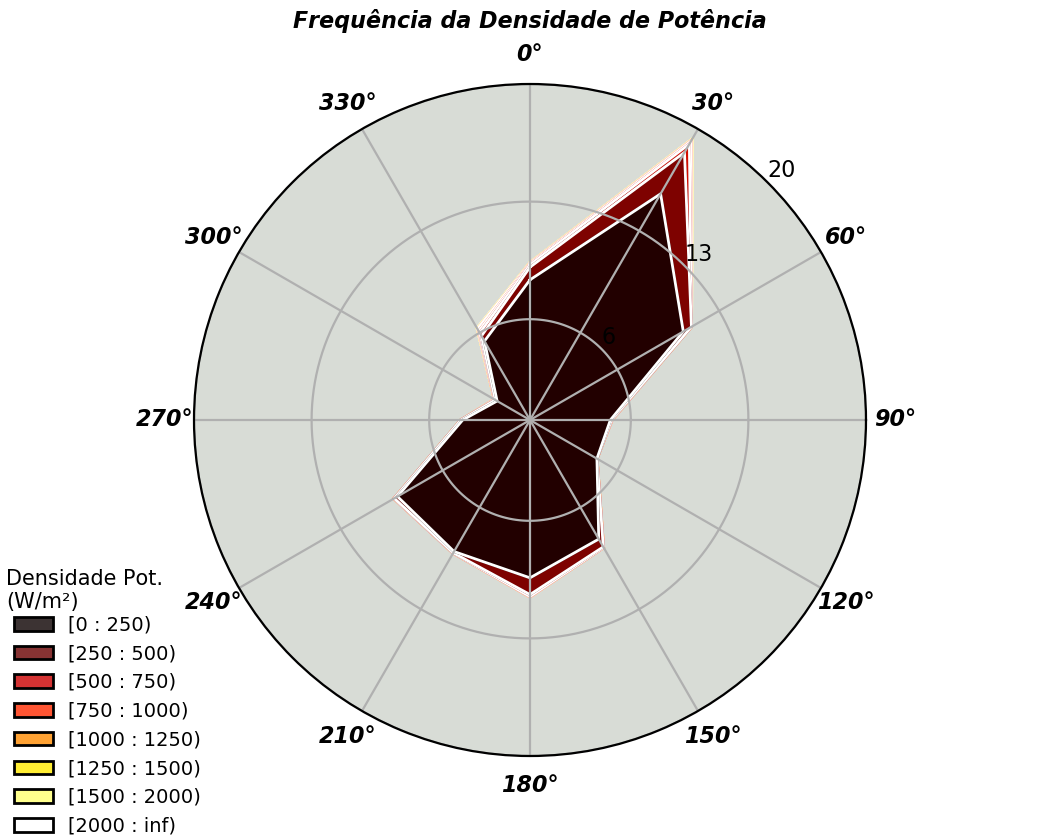 Frequência da Densidade de Potência
0°
330°
30°
20
300°
60°
13
6
270°
90°
240°
120°
210°
150°
180°
Densidade Pot.
(W/m²)
[0 : 250)
[250 : 500)
[500 : 750)
[750 : 1000)
[1000 : 1250)
[1250 : 1500)
[1500 : 2000)
[2000 : inf)